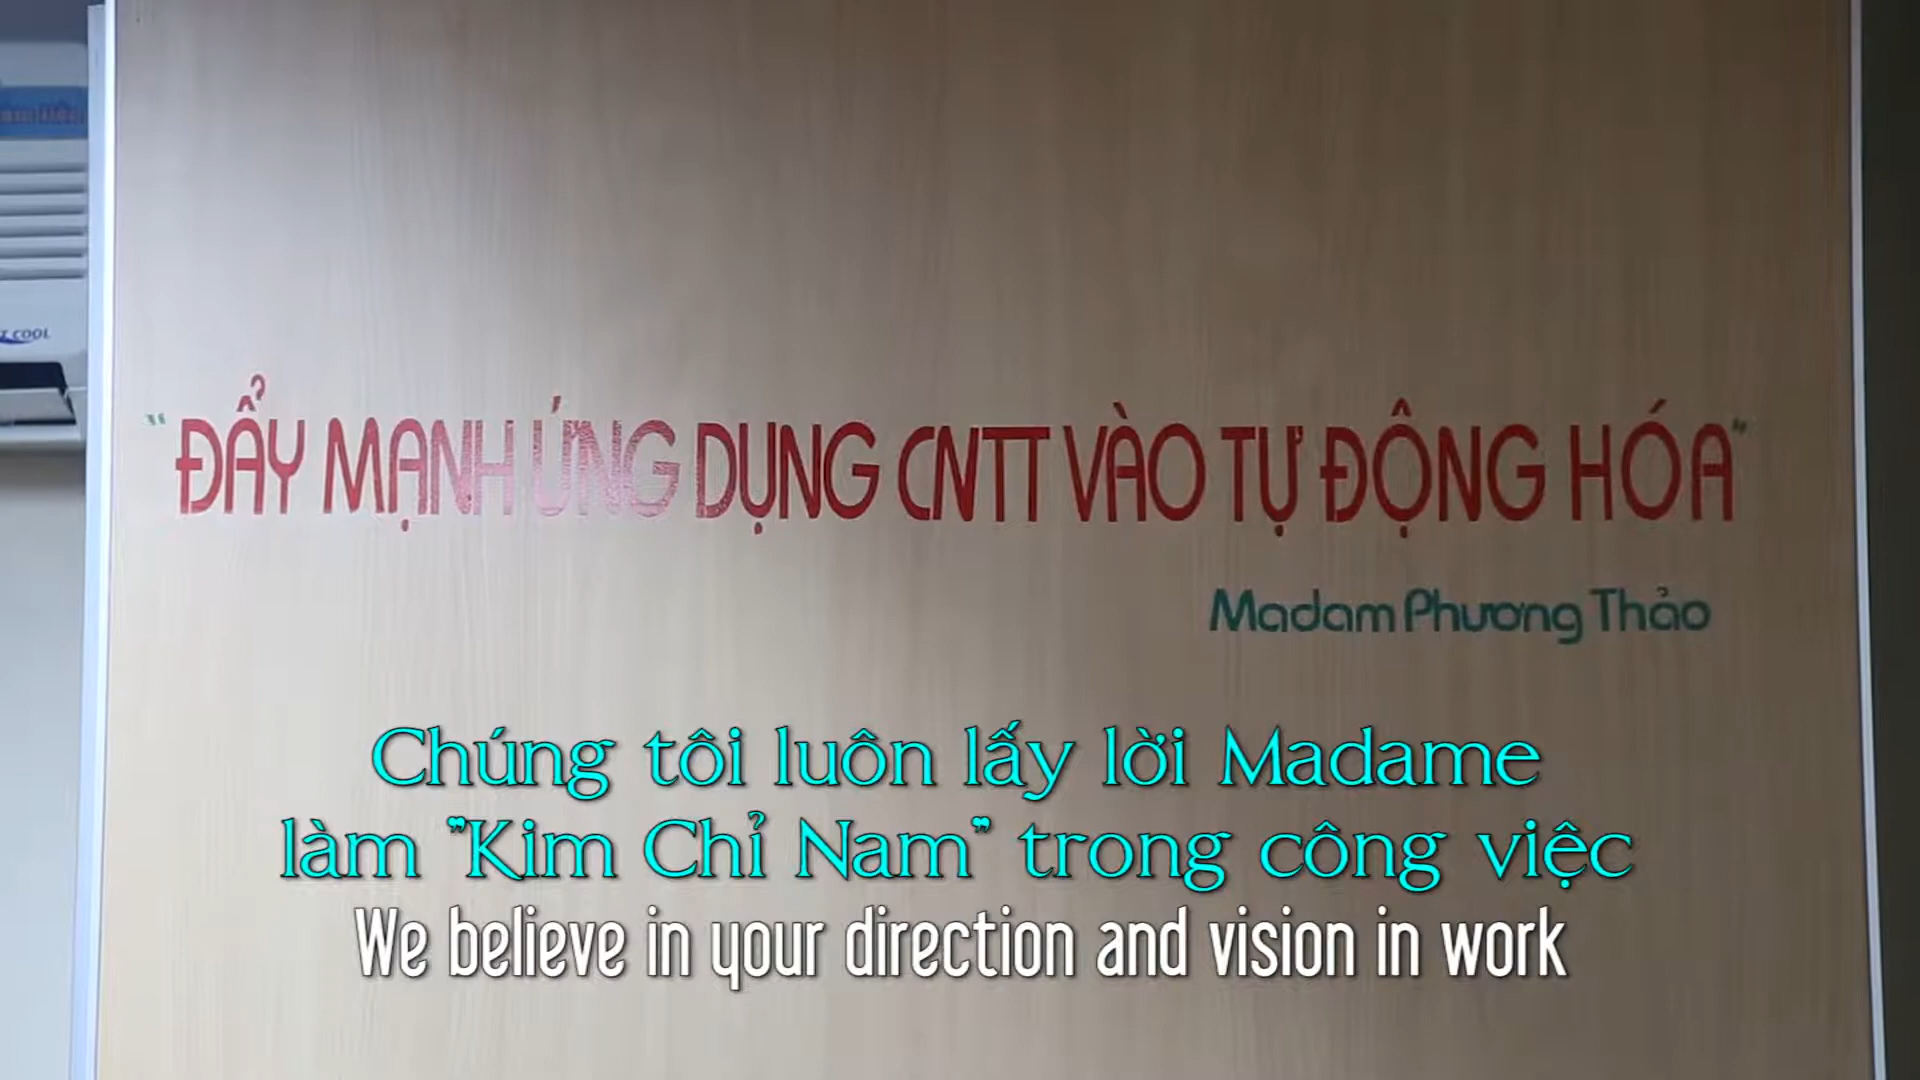 COOL
"ĐẨY MẠNH ỨNG DỤNG CNTT VÀO TỰ ĐỘNG HÓA"
Madam Phương Thảo
Chúng tôi luôn lấy lời Madame
làm "Kim Chỉ Nam" trong công việc
We believe in your direction and vision in work